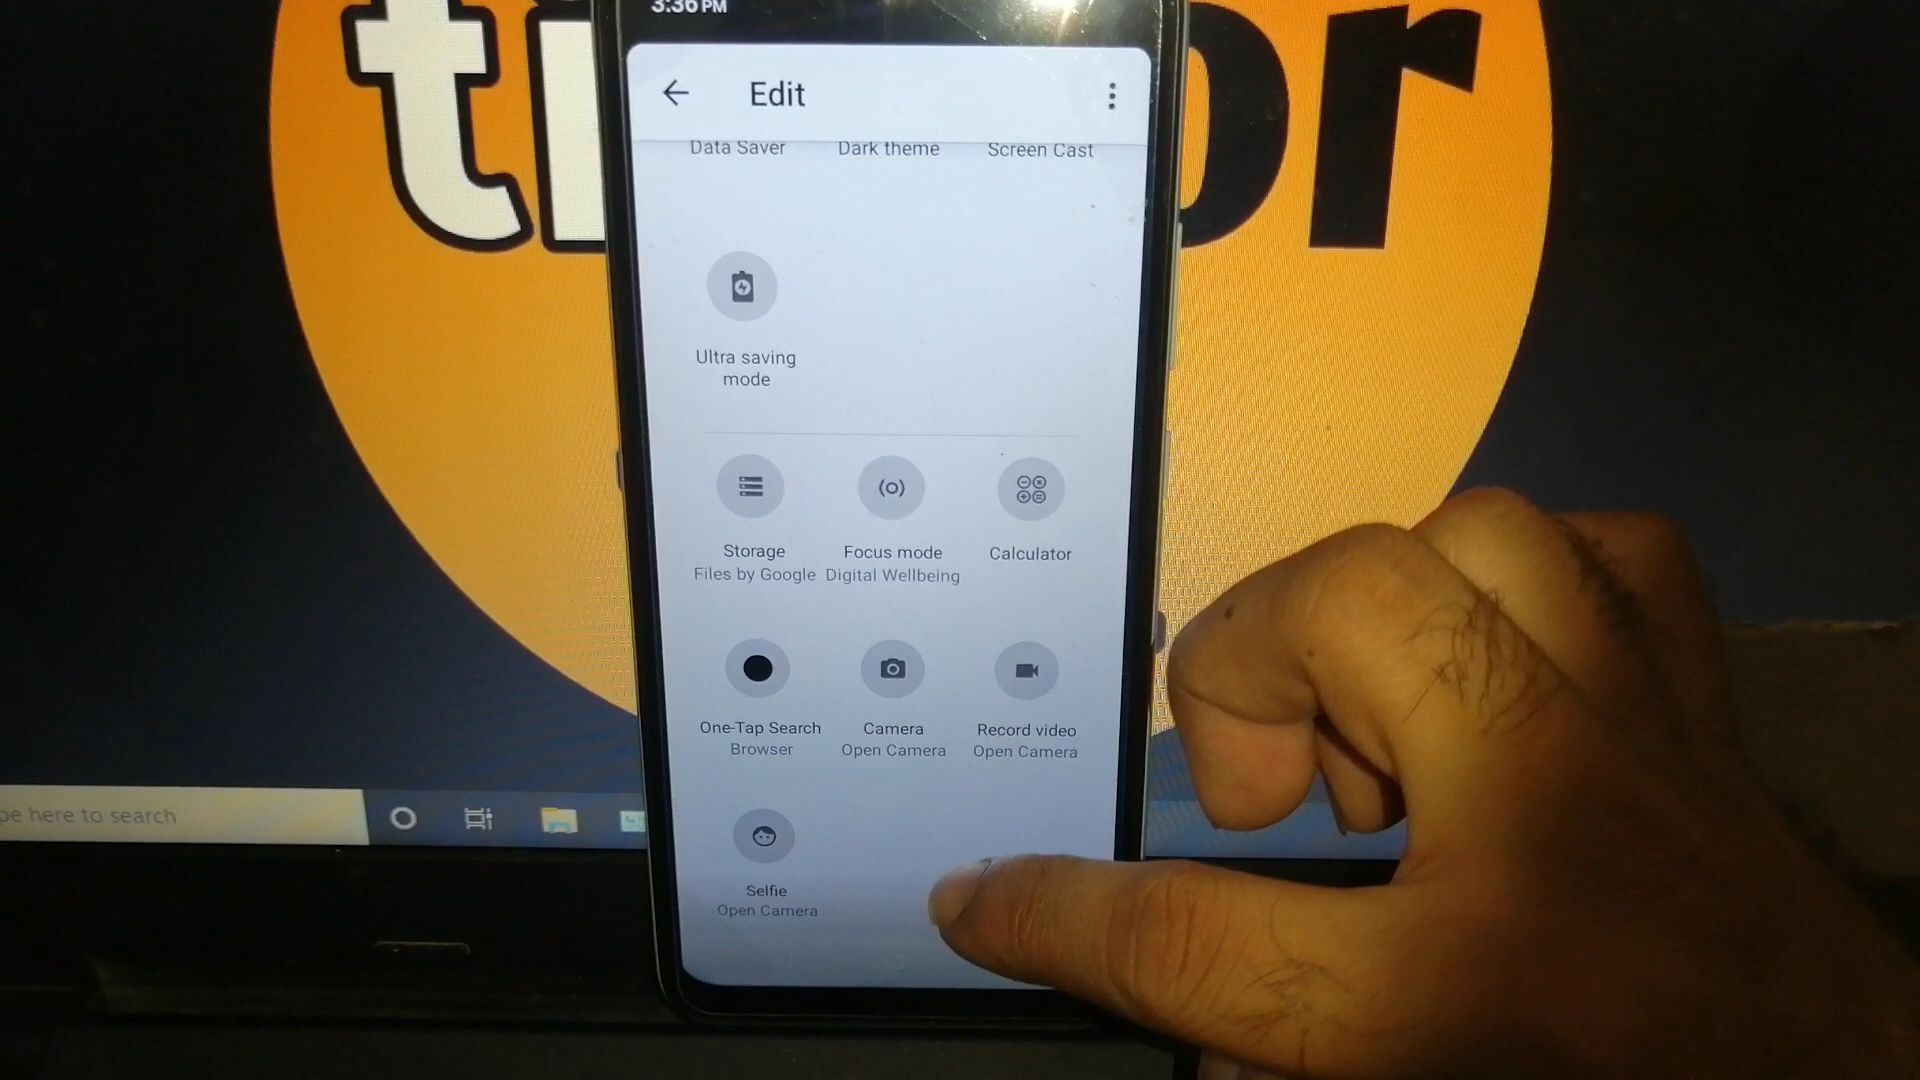 3:36 PM
Edit
Data Saver Dark theme Screen Cast
Ultra saving
mode
Storage Focus mode Calculator
Files by Google Digital Wellbeing
One-Tap Search Camera Record video
Browser Open Camera Open Camera
Selfie
Open Camera
here to search